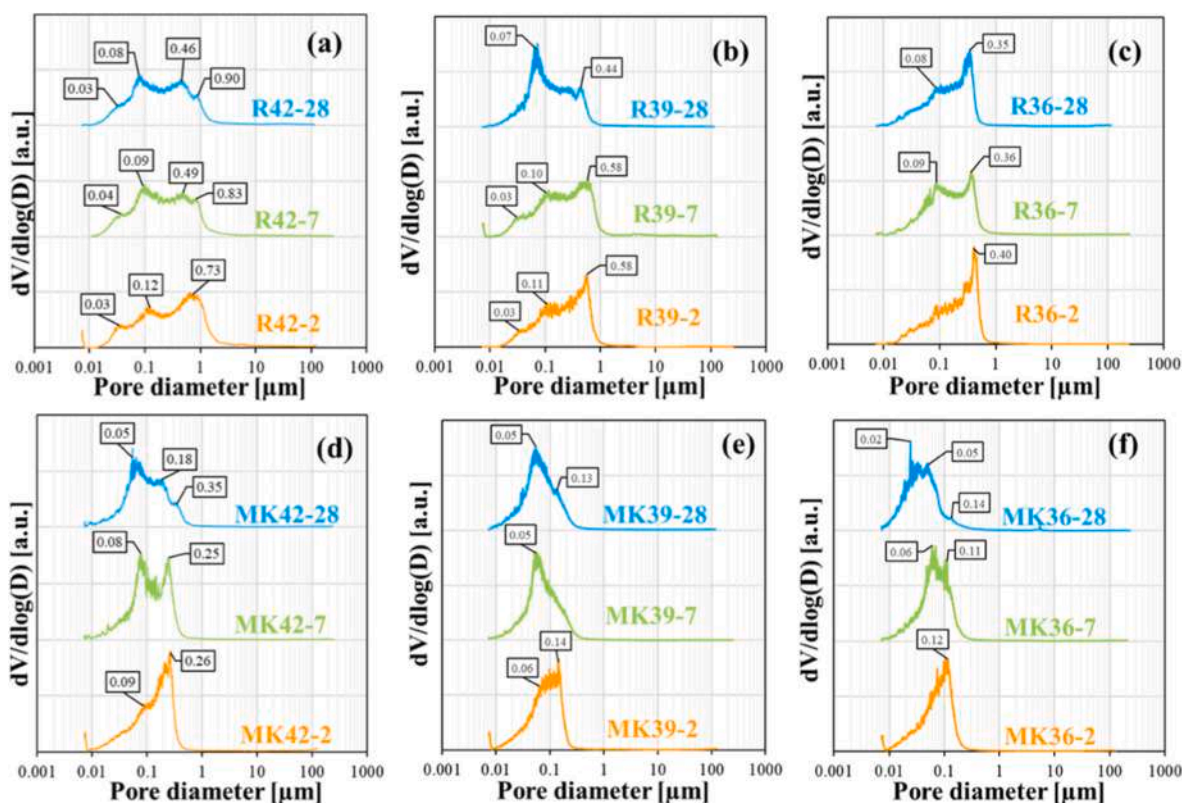 (a)
dV/dlog(D) [a.u.]
0.03
0.08
0.46
0.90
R42-28
0.04
0.09
0.49
0.83
R42-7
0.03
0.12
0.73
R42-2
0.001 0.01 0.1 1 10 100 1000
Pore diameter [µm]
(b)
dV/dlog(D) [a.u.]
0.07
0.44
R39-28
0.03
0.10
0.58
R39-7
0.03
0.11
0.58
R39-2
0.001 0.01 0.1 1 10 100 1000
Pore diameter [µm]
(c)
dV/dlog(D) [a.u.]
0.08
0.35
R36-28
0.09
0.36
R36-7
0.40
R36-2
0.001 0.01 0.1 1 10 100 1000
Pore diameter [µm]
(d)
dV/dlog(D) [a.u.]
0.05
0.18
0.35
MK42-28
0.08
0.25
MK42-7
0.09
0.26
MK42-2
0.001 0.01 0.1 1 10 100 1000
Pore diameter [µm]
(e)
dV/dlog(D) [a.u.]
0.05
0.13
MK39-28
0.05
MK39-7
0.06
0.14
MK39-2
0.001 0.01 0.1 1 10 100 1000
Pore diameter [µm]
(f)
dV/dlog(D) [a.u.]
0.02
0.05
0.14
MK36-28
0.06
0.11
MK36-7
0.12
MK36-2
0.001 0.01 0.1 1 10 100 1000
Pore diameter [µm]